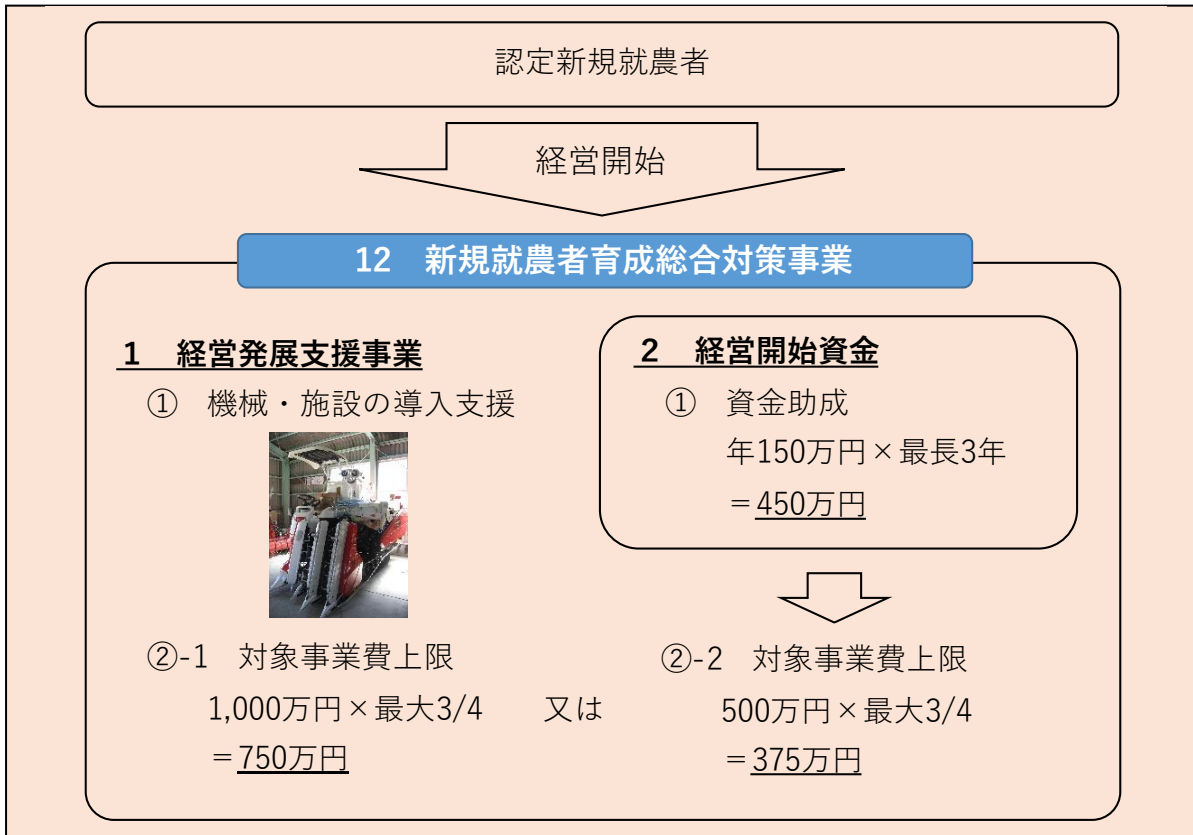 認定新規就農者
経営開始
12　新規就農者育成総合対策事業
1　経営発展支援事業
①　機械・施設の導入支援
2　経営開始資金
①　資金助成
年150万円×最長3年
＝450万円
②-1　対象事業費上限
1,000万円×最大3/4
＝750万円
又は
②-2　対象事業費上限
500万円×最大3/4
＝375万円